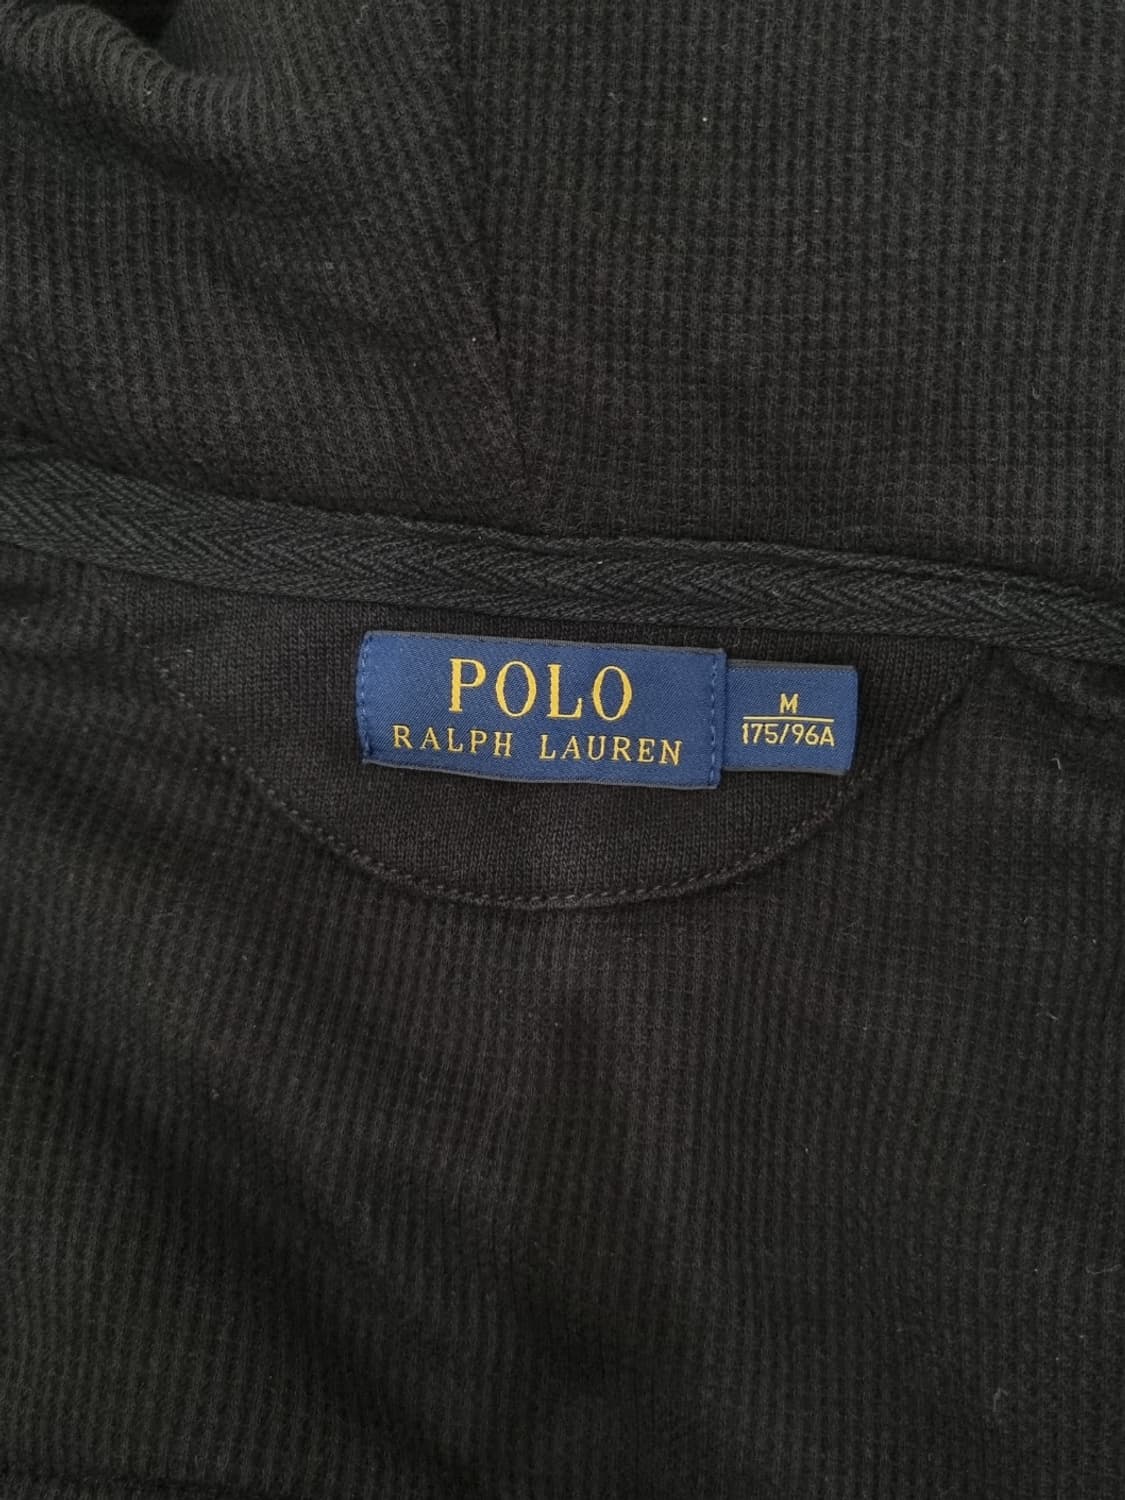 POLO
RALPH LAUREN
M
175/96A